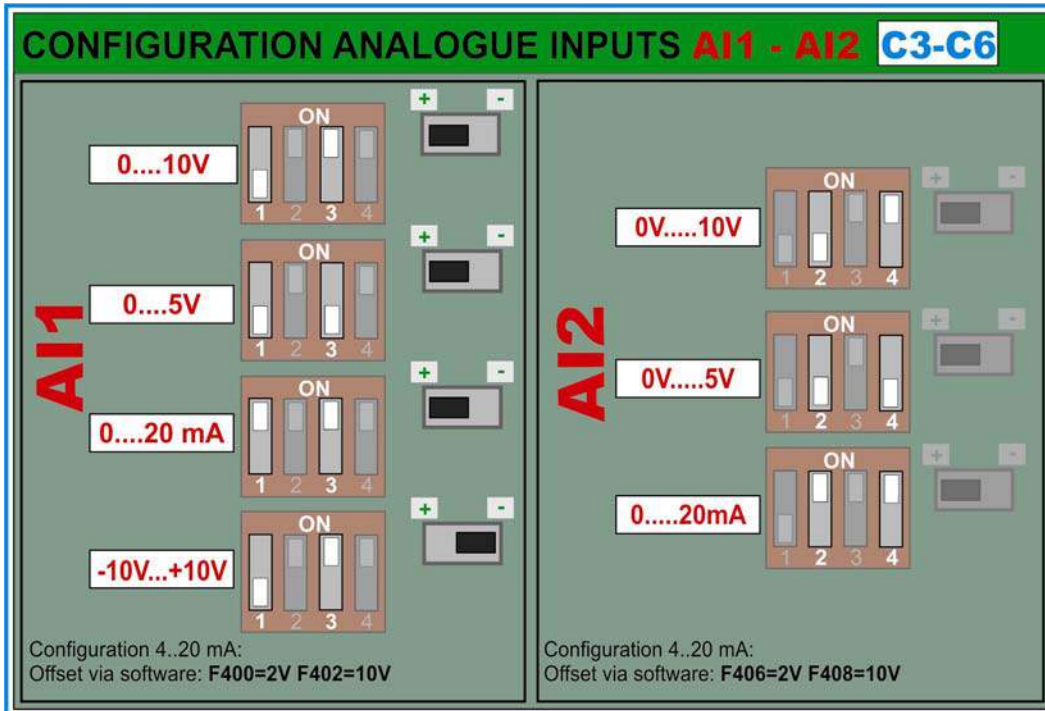 CONFIGURATION ANALOGUE INPUTS AI1 - AI2 C3-C6
AI1
+ -
ON
0....10V
1 2 3 4
+ -
ON
0....5V
1 2 3 4
+ -
ON
0....20 mA
1 2 3 4
+ -
ON
-10V...+10V
1 2 3 4
Configuration 4..20 mA:
Offset via software: F400=2V F402=10V
AI2
+ -
ON
0V.....10V
1 2 3 4
+ -
ON
0V.....5V
1 2 3 4
+ -
ON
0.....20mA
1 2 3 4
Configuration 4..20 mA:
Offset via software: F406=2V F408=10V